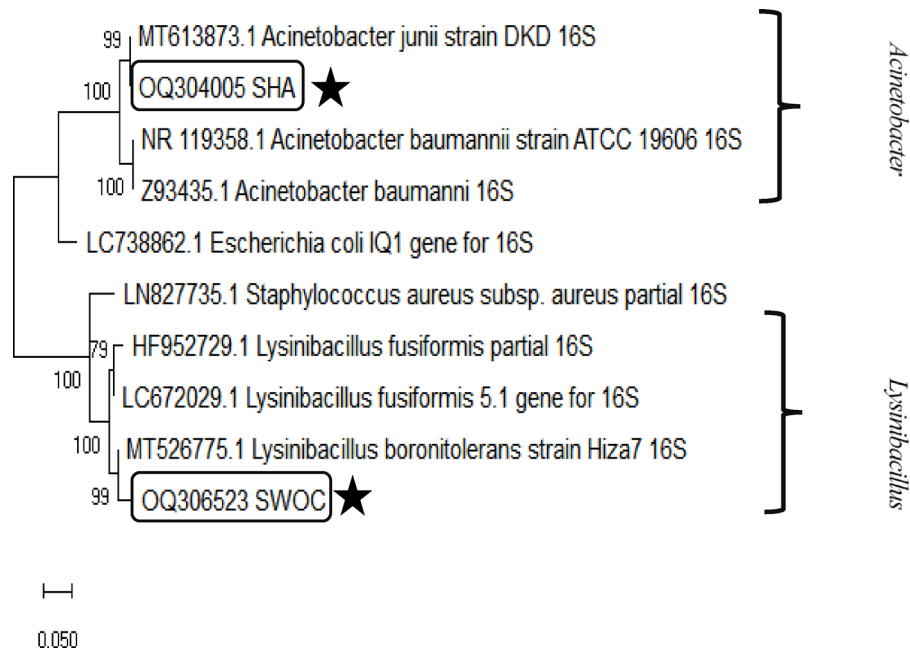 99
MT613873.1 Acinetobacter junii strain DKD 16S
OQ304005 SHA
100
NR 119358.1 Acinetobacter baumannii strain ATCC 19606 16S
100
Z93435.1 Acinetobacter baumanni 16S
Acinetobacter
LC738862.1 Escherichia coli IQ1 gene for 16S
LN827735.1 Staphylococcus aureus subsp. aureus partial 16S
79
HF952729.1 Lysinibacillus fusiformis partial 16S
100
LC672029.1 Lysinibacillus fusiformis 5.1 gene for 16S
100
MT526775.1 Lysinibacillus boronitolerans strain Hiza7 16S
99
OQ306523 SWOC
Lysinibacillus
0.050